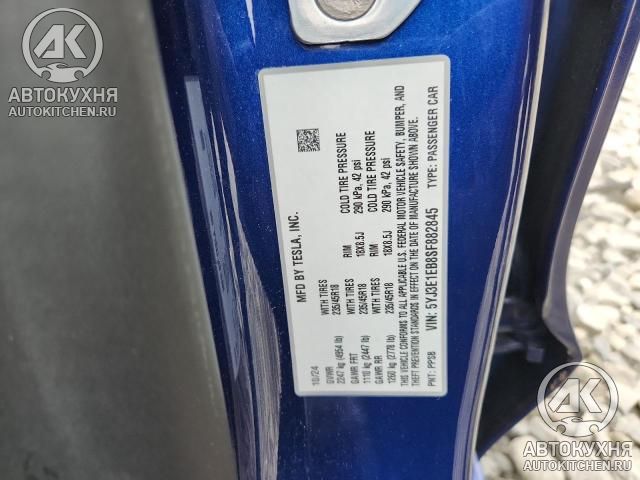 АК
АВТОКУХНЯ
AUTOKITCHEN.RU
MFD BY TESLA, INC.
10/24
GVWR
2247 kg (4954 lb)
WITH TIRES
235/45R18
RIM
18X8.5J
COLD TIRE PRESSURE
290 kPa, 42 psi
GAWR FRT
1110 kg (2447 lb)
WITH TIRES
235/45R18
RIM
18X8.5J
COLD TIRE PRESSURE
290 kPa, 42 psi
GAWR RR
1260 kg (2778 lb)
THIS VEHICLE CONFORMS TO ALL APPLICABLE U.S. FEDERAL MOTOR VEHICLE SAFETY, BUMPER, AND
THEFT PREVENTION STANDARDS IN EFFECT ON THE DATE OF MANUFACTURE SHOWN ABOVE.
VIN: 5YJ3E1EB8SF882845
PNT: PPSB
TYPE: PASSENGER CAR
АК
АВТОКУХНЯ
AUTOKITCHEN.RU